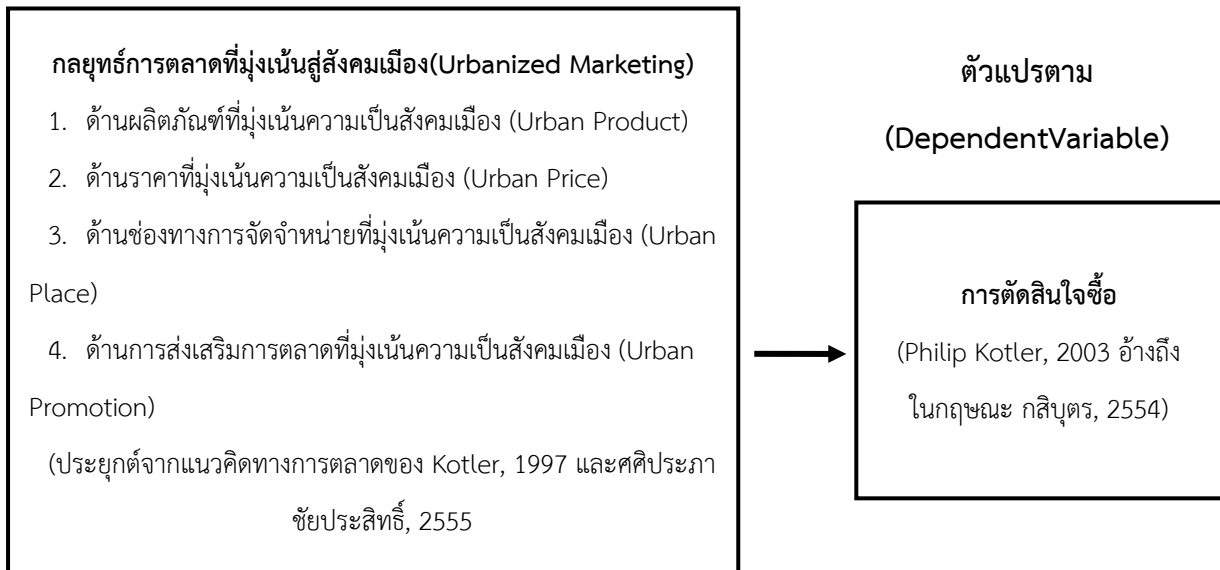 กลยุทธ์การตลาดที่มุ่งเน้นสู่สังคมเมือง(Urbanized Marketing)
1. ด้านผลิตภัณฑ์ที่มุ่งเน้นความเป็นสังคมเมือง (Urban Product)
2. ด้านราคาที่มุ่งเน้นความเป็นสังคมเมือง (Urban Price)
3. ด้านช่องทางการจัดจำหน่ายที่มุ่งเน้นความเป็นสังคมเมือง (Urban
Place)
4. ด้านการส่งเสริมการตลาดที่มุ่งเน้นความเป็นสังคมเมือง (Urban
Promotion)
(ประยุกต์จากแนวคิดทางการตลาดของ Kotler, 1997 และศศิประภา
ชัยประสิทธิ์, 2555
ตัวแปรตาม
(DependentVariable)
การตัดสินใจซื้อ
(Philip Kotler, 2003 อ้างถึง
ในกฤษณะ กสิบุตร, 2554)